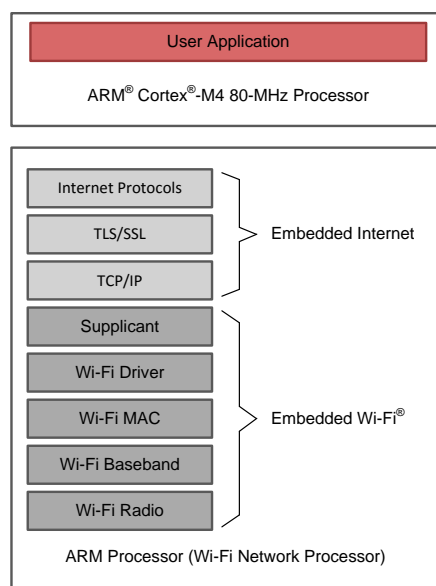 User Application
ARM® Cortex®-M4 80-MHz Processor
Internet Protocols
TLS/SSL
TCP/IP
Embedded Internet
Supplicant
Wi-Fi Driver
Wi-Fi MAC
Wi-Fi Baseband
Wi-Fi Radio
Embedded Wi-Fi®
ARM Processor (Wi-Fi Network Processor)